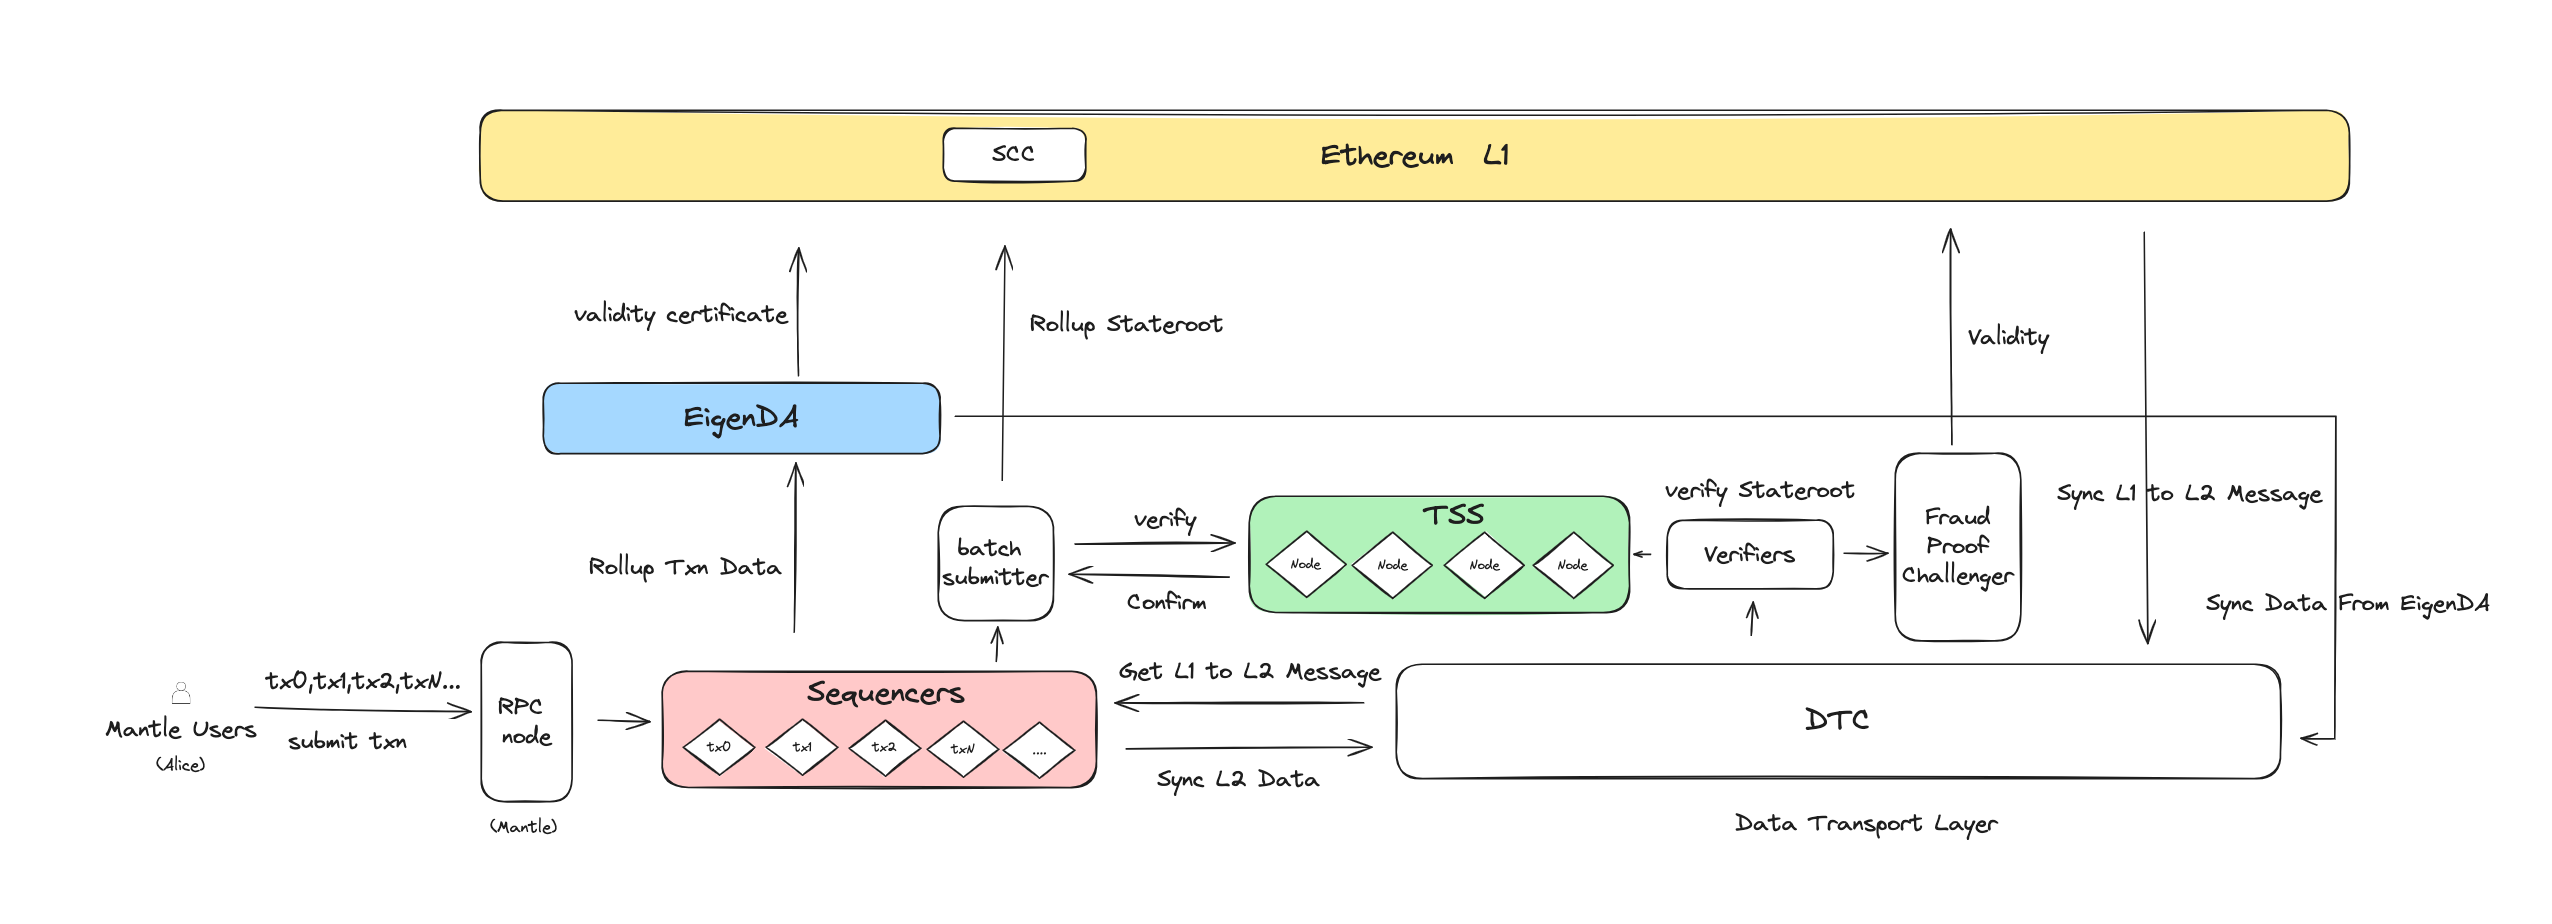 SCC
Ethereum L1
validity certificate
Rollup Stateroot
Validity
EigenDA
verify Stateroot
Sync L1 to L2 Message
TSS
verify
Fraud
Proof
Challenger
batch
submitter
Verifiers
Node
Node
Node
Node
Rollup Txn Data
Confirm
Sync Data From EigenDA
tx0,tx1,tx2,txN...
Get L1 to L2 Message
Sequencers
RPC
node
Mantle Users
submit txn
(Alice)
tx0
tx1
tx2
txN
....
DTC
Sync L2 Data
(Mantle)
Data Transport Layer